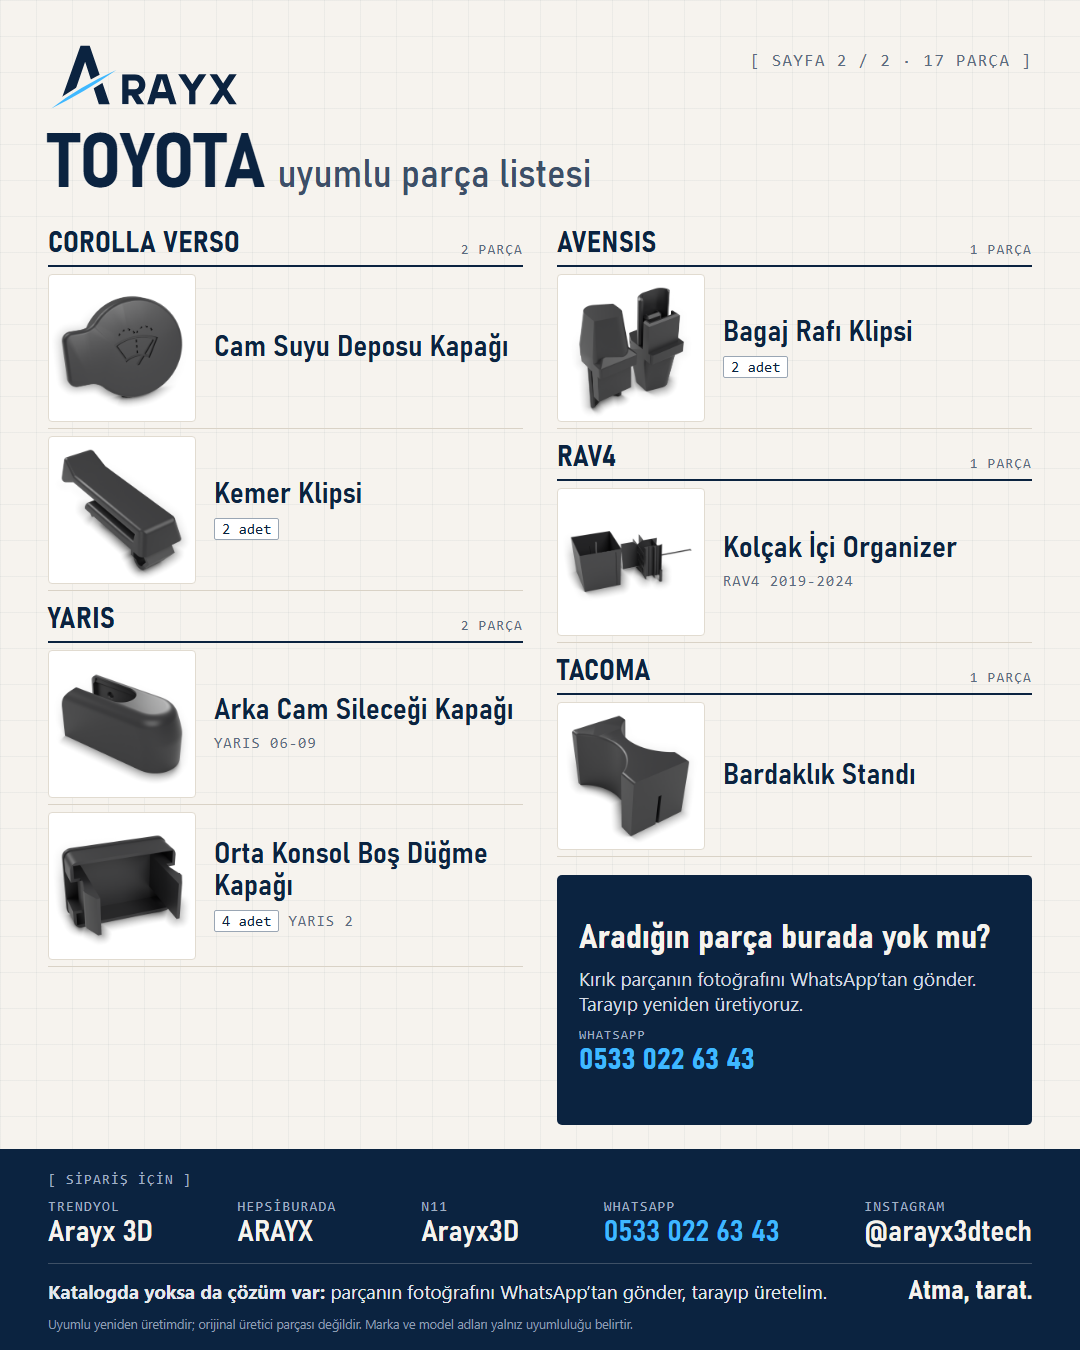 ARAYX
[ SAYFA 2 / 2 · 17 PARÇA ]
TOYOTA uyumlu parça listesi
COROLLA VERSO
2 PARÇA
Cam Suyu Deposu Kapağı
Kemer Klipsi
2 adet
YARIS
2 PARÇA
Arka Cam Sileceği Kapağı
YARIS 06-09
Orta Konsol Boş Düğme
Kapağı
4 adet YARIS 2
AVENSIS
1 PARÇA
Bagaj Rafı Klipsi
2 adet
RAV4
1 PARÇA
Kolçak İçi Organizer
RAV4 2019-2024
TACOMA
1 PARÇA
Bardaklık Standı
Aradığın parça burada yok mu?
Kırık parçanın fotoğrafını WhatsApp’tan gönder.
Tarayıp yeniden üretiyoruz.
WHATSAPP
0533 022 63 43
[ SİPARİŞ İÇİN ]
TRENDYOL
Arayx 3D
HEPSİBURADA
ARAYX
N11
Arayx3D
WHATSAPP
0533 022 63 43
INSTAGRAM
@arayx3dtech
Katalogda yoksa da çözüm var: parçanın fotoğrafını WhatsApp’tan gönder, tarayıp üretelim.
Atma, tarat.
Uyumlu yeniden üretimdir; orijinal üretici parçası değildir. Marka ve model adları yalnız uyumluluğu belirtir.